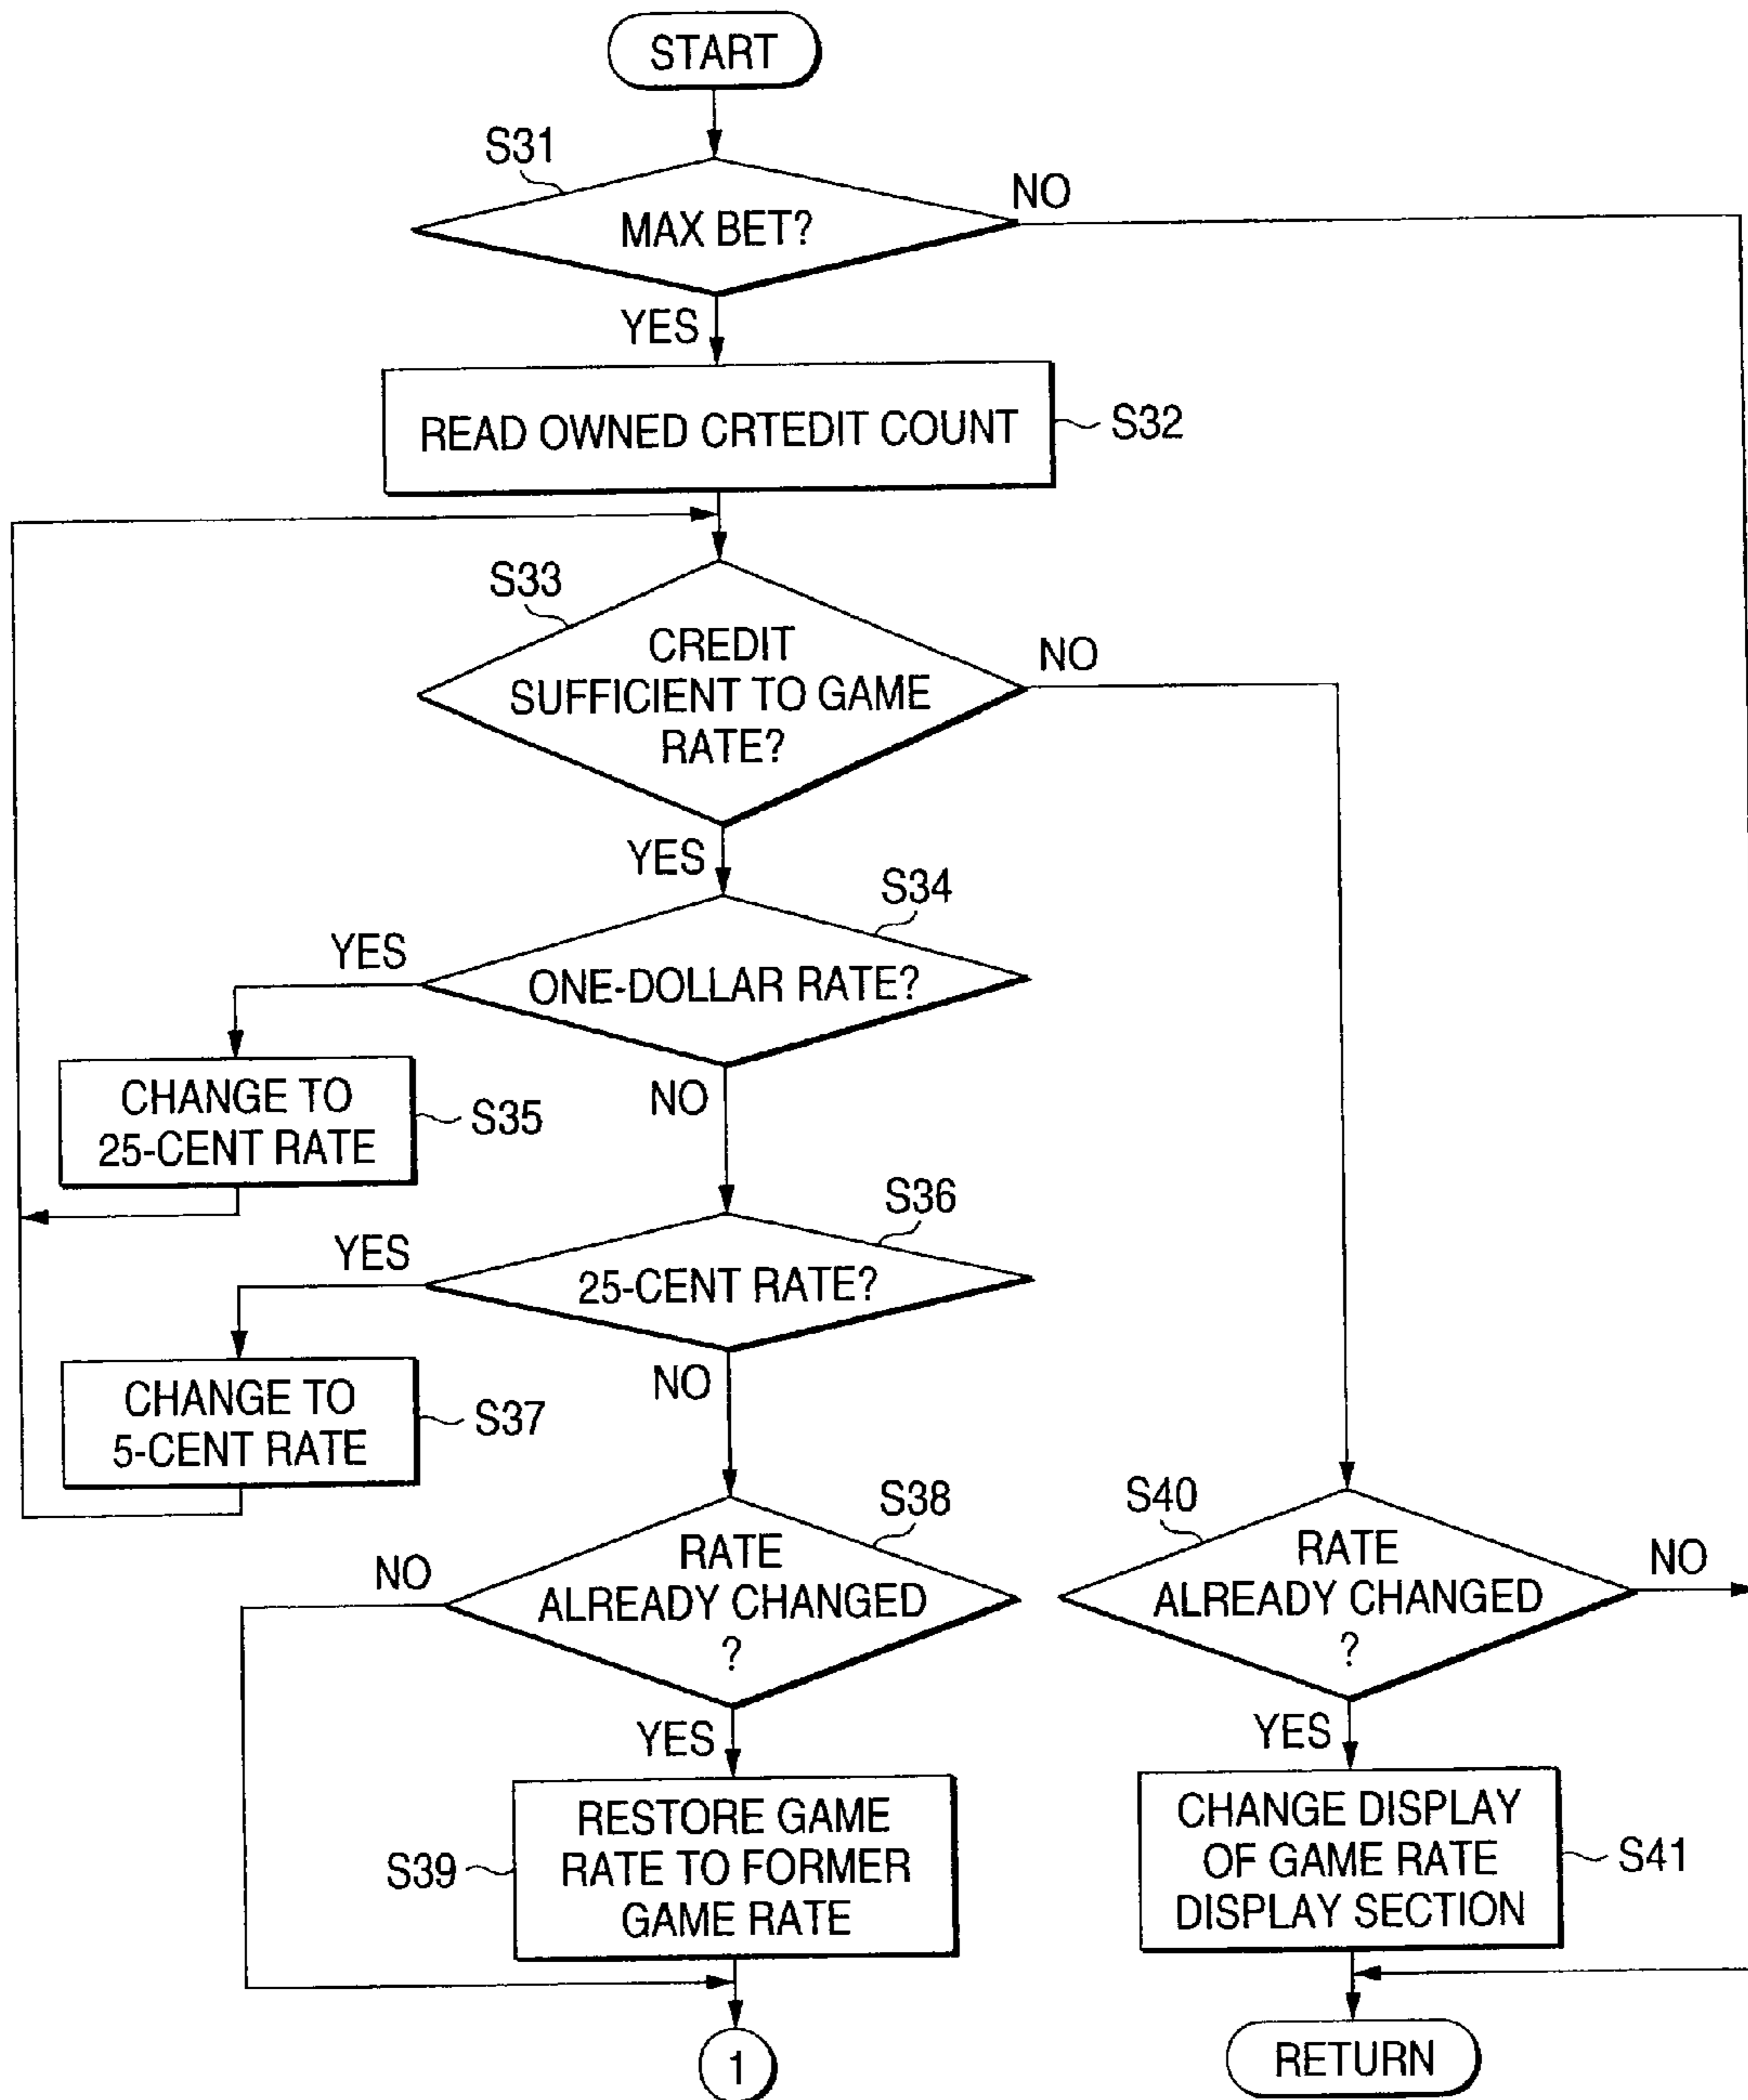 START
S31
MAX BET?
NO
YES
READ OWNED CRTEDIT COUNT
S32
S33
CREDIT
SUFFICIENT TO GAME
RATE?
NO
YES
S34
YES
ONE-DOLLAR RATE?
CHANGE TO
25-CENT RATE
S35
NO
S36
YES
25-CENT RATE?
CHANGE TO
5-CENT RATE
S37
NO
S38
NO
RATE
ALREADY CHANGED
?
S40
RATE
ALREADY CHANGED
?
NO
YES
RESTORE GAME
RATE TO FORMER
GAME RATE
S39
YES
CHANGE DISPLAY
OF GAME RATE
DISPLAY SECTION
S41
1
RETURN